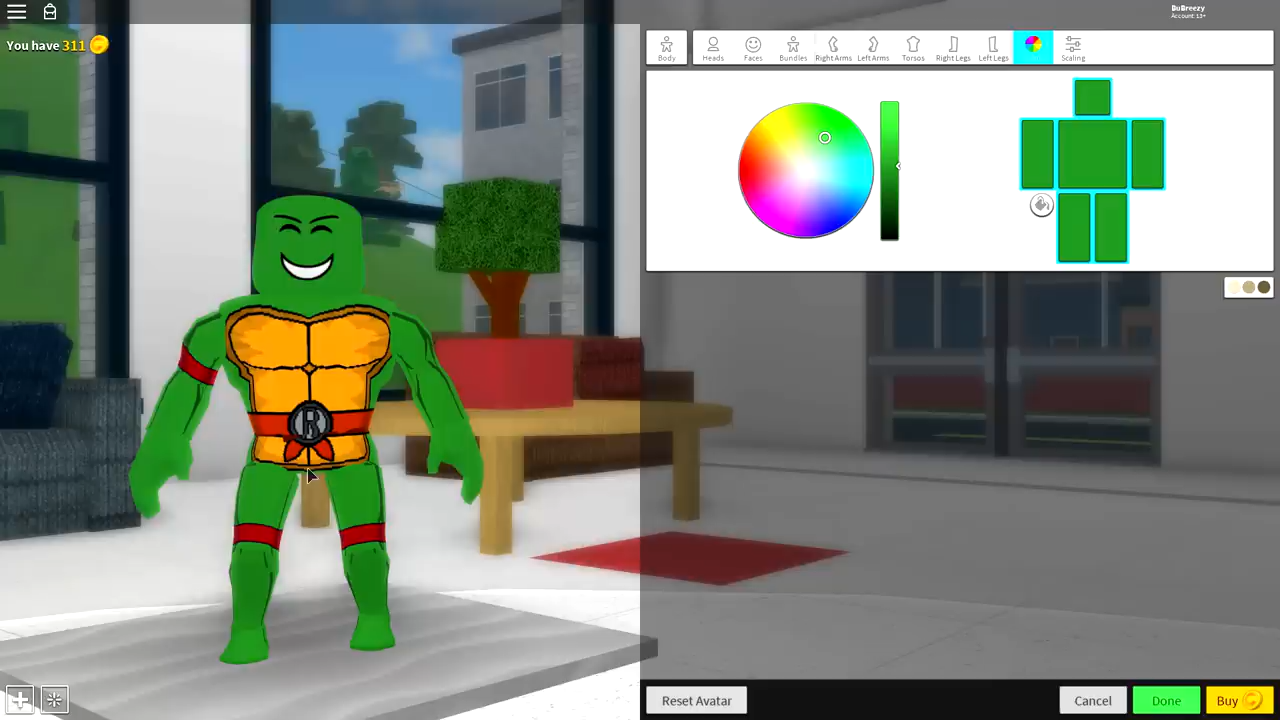 BuBreezy
Account: 13+
You have 311
Body
Heads
Faces
Bundles
Right Arms
Left Arms
Torsos
Right Legs
Left Legs
Scaling
R
Reset Avatar
Cancel
Done
Buy